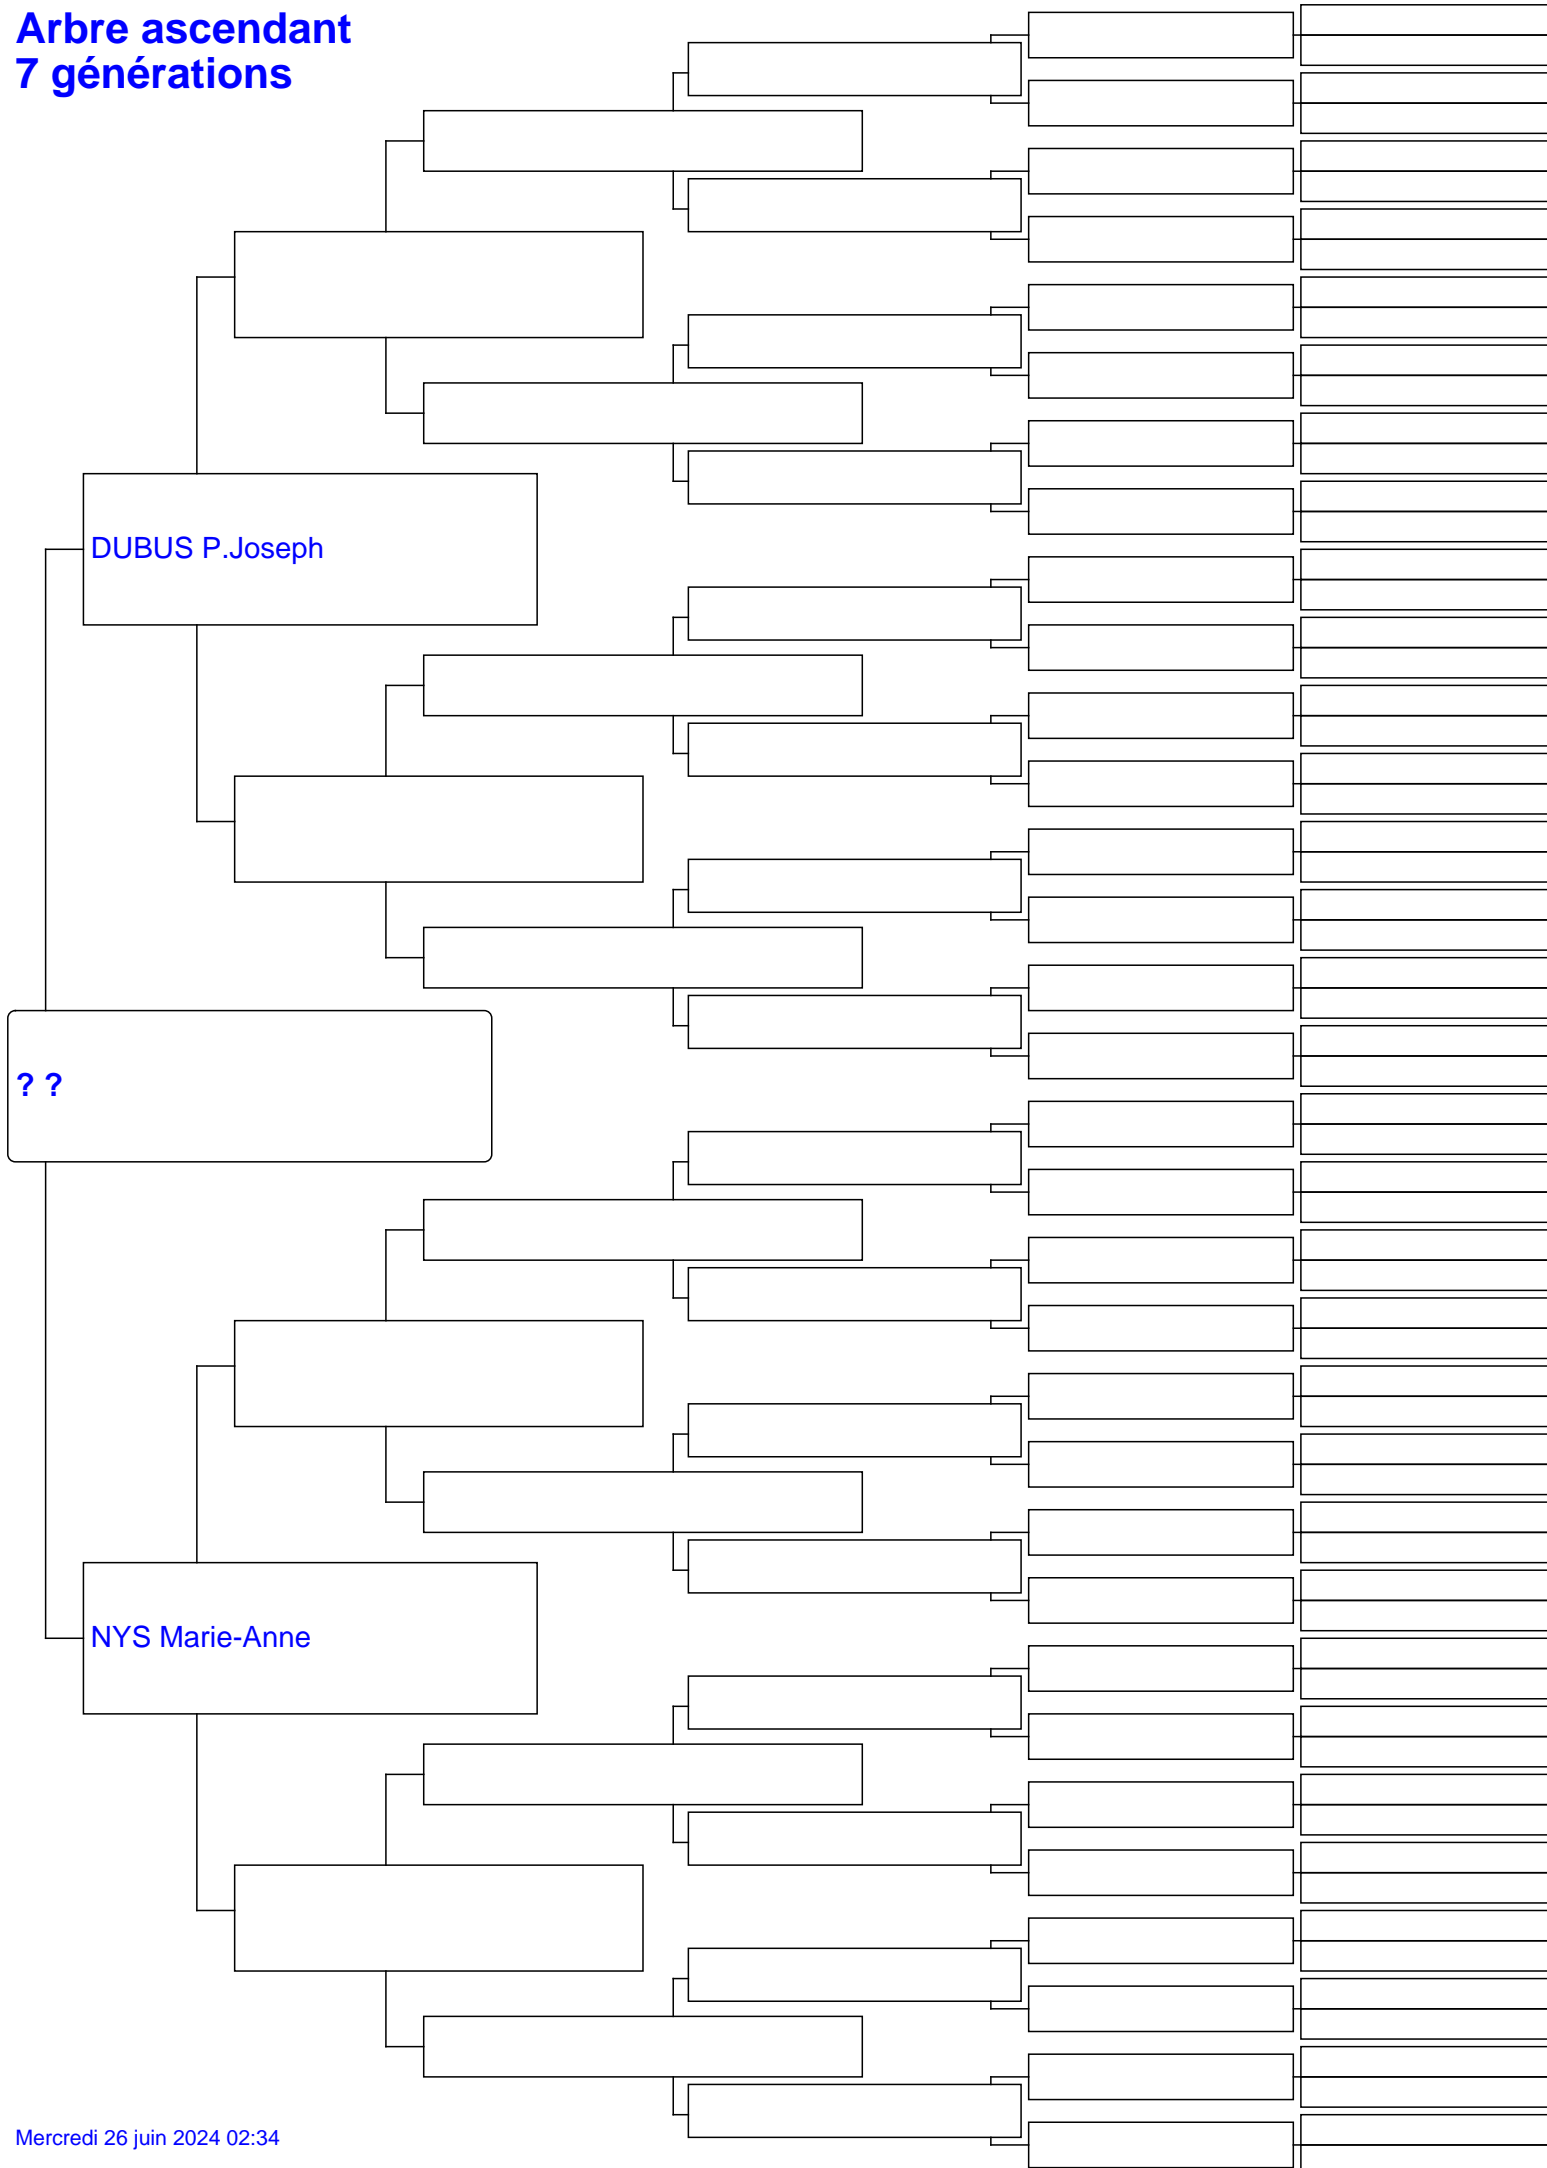 Arbre ascendant
7 générations
DUBUS P.Joseph
? ?
NYS Marie-Anne
Mercredi 26 juin 2024 02:34